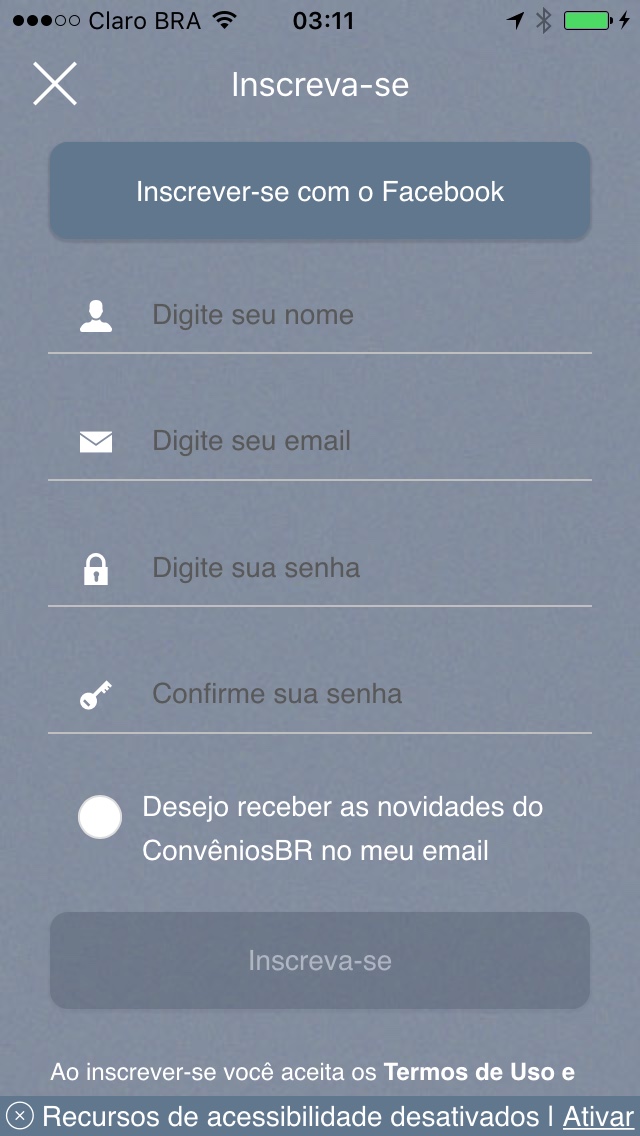 Claro BRA 03:11
Inscreva-se
Inscrever-se com o Facebook
Digite seu nome
Digite seu email
Digite sua senha
Confirme sua senha
Desejo receber as novidades do
ConvêniosBR no meu email
Inscreva-se
Ao inscrever-se você aceita os Termos de Uso e
Recursos de acessibilidade desativados | Ativar